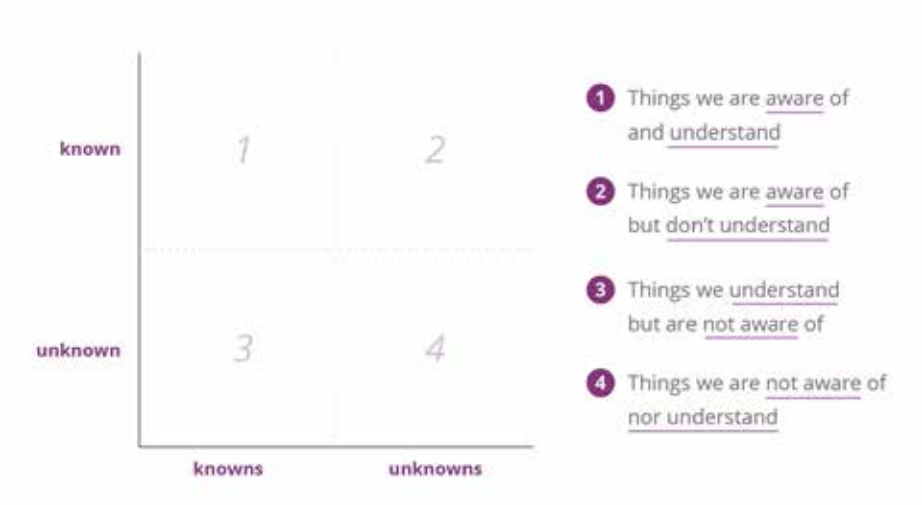 known
1
2
unknown
3
4
knowns
unknowns
1 Things we are aware of
and understand
2 Things we are aware of
but don't understand
3 Things we understand
but are not aware of
4 Things we are not aware of
nor understand